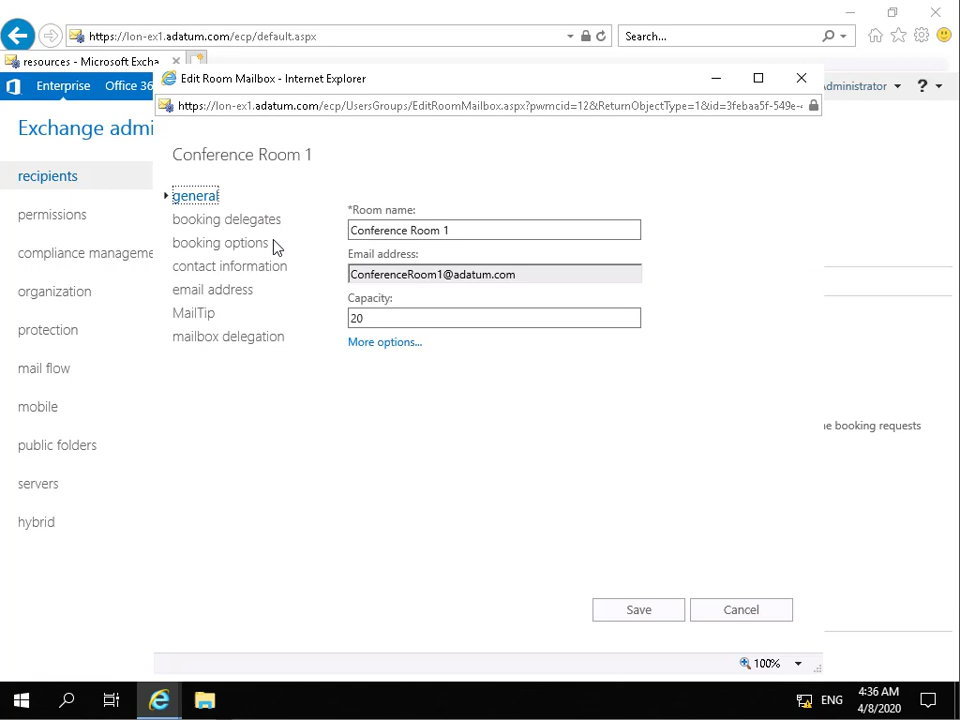 https://lon-ex1.adatum.com/ecp/default.aspx
Search...
resources - Microsoft Excha
Edit Room Mailbox - Internet Explorer
Enterprise
Office 36
dministrator
?
https://lon-ex1.adatum.com/ecp/UsersGroups/EditRoomMailbox.aspx?pwmcid=12&ReturnObjectType=1&id=3febaa5f-549e-4
Exchange admi
Conference Room 1
recipients
permissions
compliance manageme
organization
protection
mail flow
mobile
public folders
servers
hybrid
general
booking delegates
booking options
contact information
email address
MailTip
mailbox delegation
*Room name:
Conference Room 1
Email address:
ConferenceRoom1@adatum.com
Capacity:
20
More options...
he booking requests
Save
Cancel
100%
ENG
4:36 AM
4/8/2020